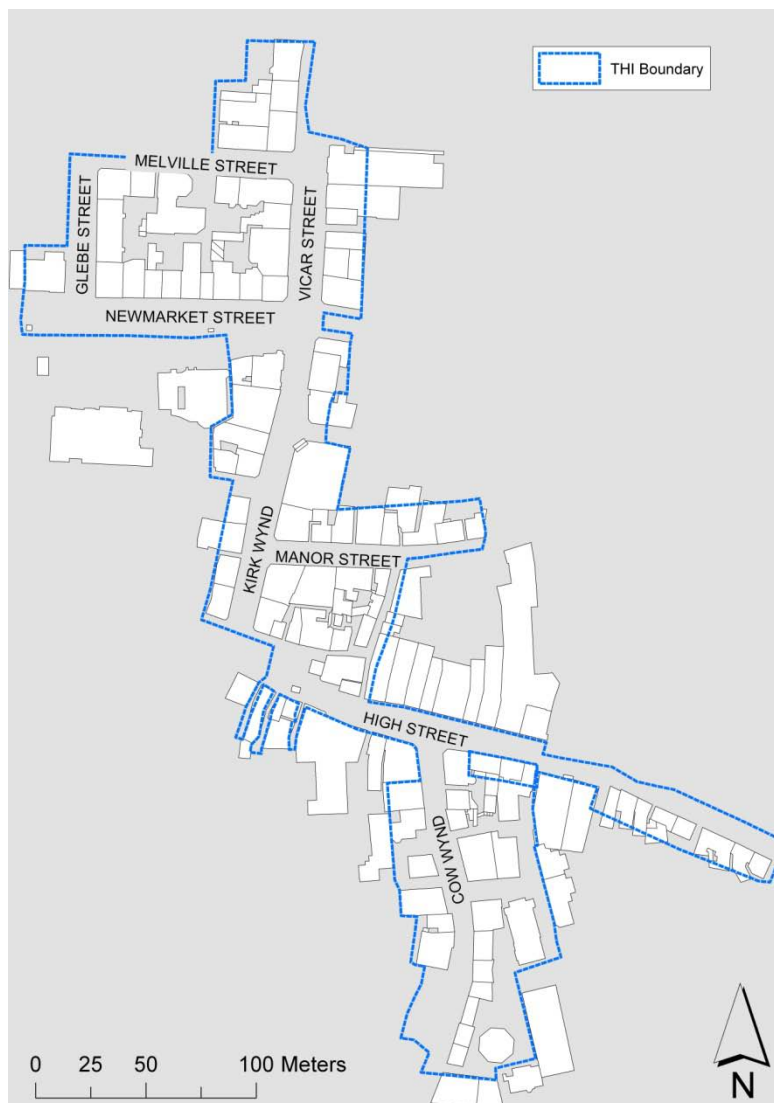 THI Boundary
MELVILLE STREET
GLEBE STREET
VICAR STREET
NEWMARKET STREET
KIRK WYND
MANOR STREET
HIGH STREET
COW WYND
0 25 50 100 Meters
N